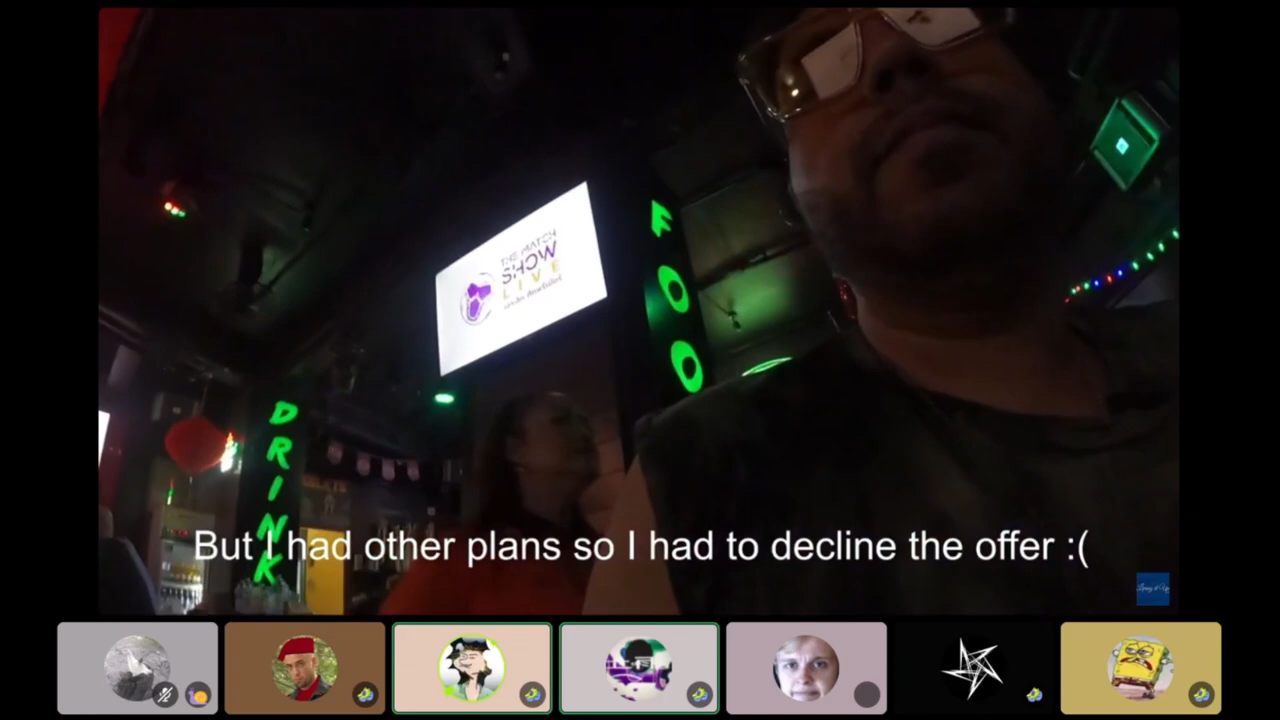 THE MATCH
SHOW
LIVE
FOO
DRINK
But I had other plans so I had to decline the offer :(